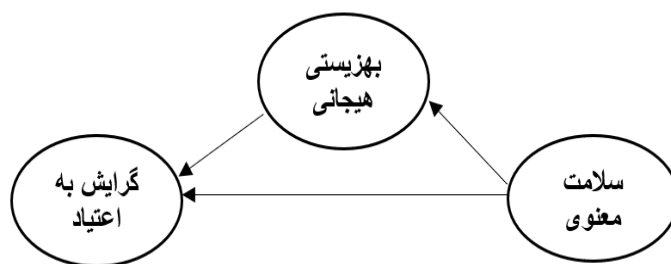 بهزیستی
هیجانی
سلامت
معنوی
گرایش به
اعتیاد